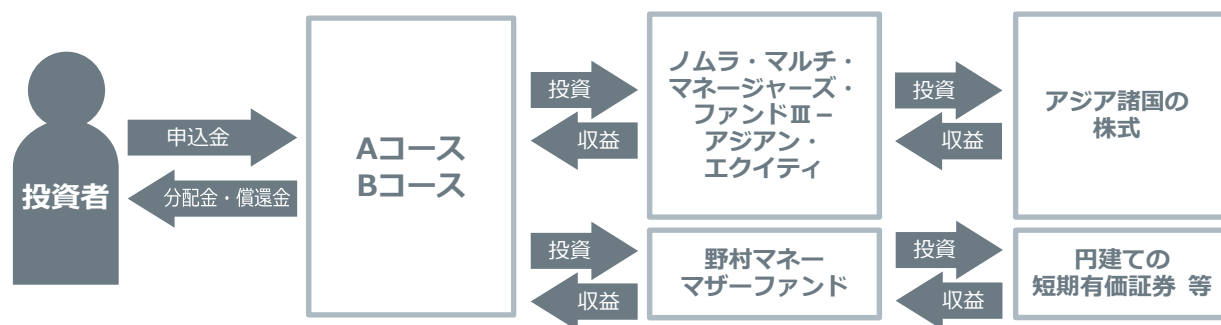 投資者
申込金
分配金・償還金
Aコース
Bコース
投資
収益
ノムラ・マルチ・
マネージャーズ・
ファンドⅢ－
アジアン・
エクイティ
投資
収益
アジア諸国の
株式
投資
収益
野村マネー
マザーファンド
投資
収益
円建ての
短期有価証券 等